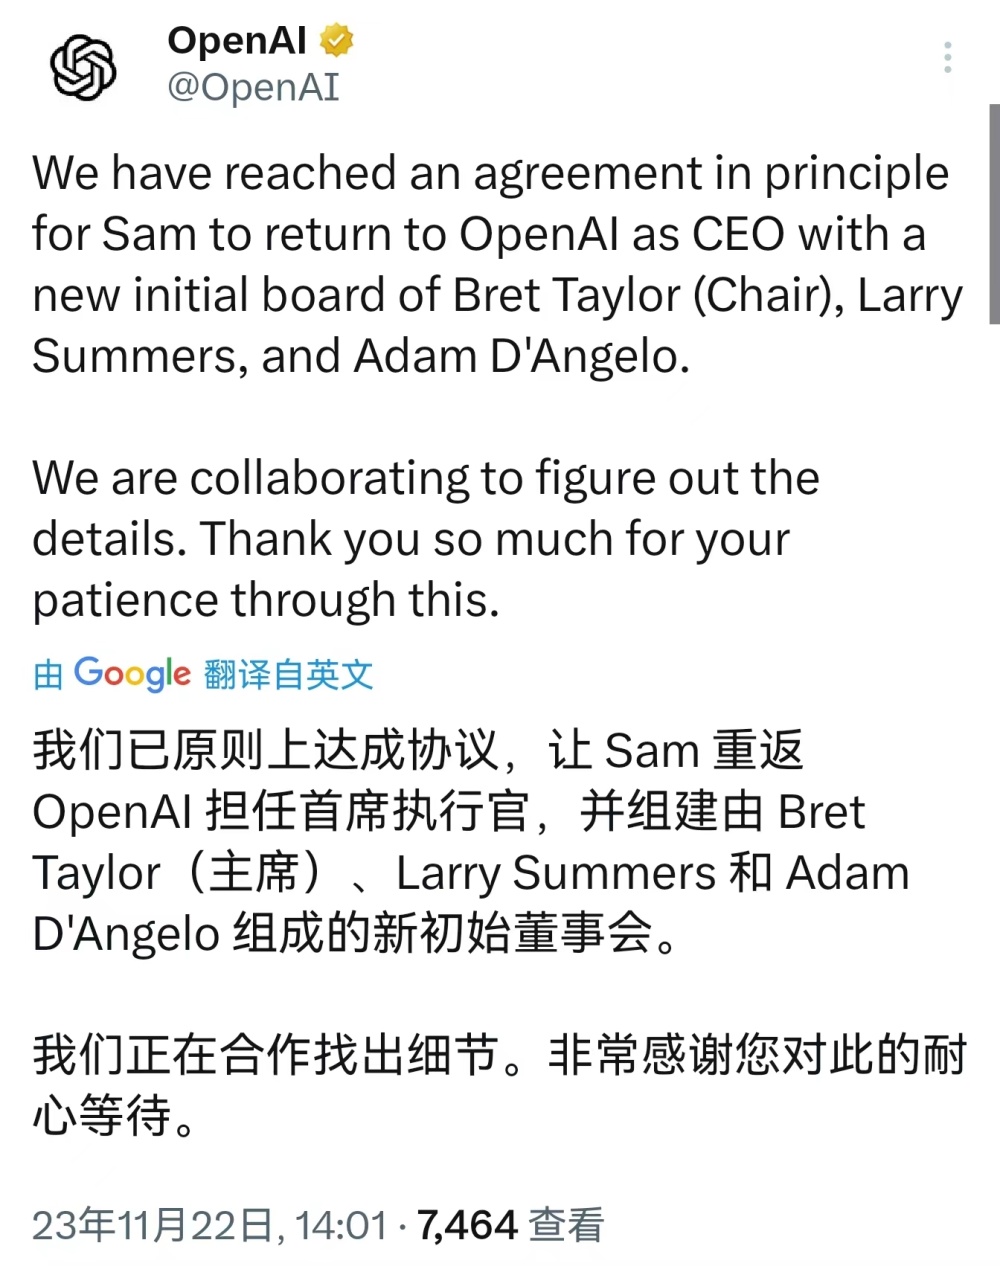 OpenAI
@OpenAI
We have reached an agreement in principle
for Sam to return to OpenAI as CEO with a
new initial board of Bret Taylor (Chair), Larry
Summers, and Adam D'Angelo.
We are collaborating to figure out the
details. Thank you so much for your
patience through this.
由 Google 翻译自英文
我们已原则上达成协议，让 Sam 重返
OpenAI 担任首席执行官，并组建由 Bret
Taylor（主席）、Larry Summers 和 Adam
D'Angelo 组成的新初始董事会。
我们正在合作找出细节。非常感谢您对此的耐
心等待。
23年11月22日, 14:01 · 7,464 查看